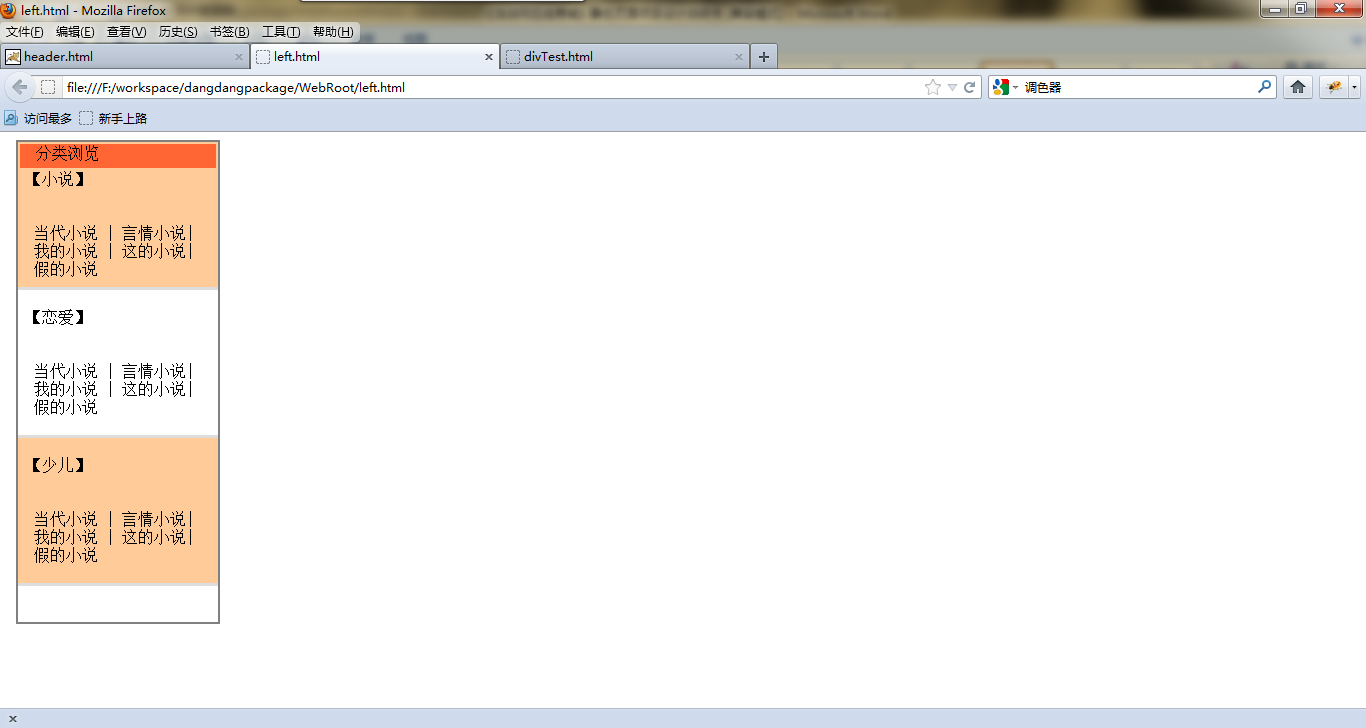 left.html - Mozilla Firefox
文件(F) 编辑(E) 查看(V) 历史(S) 书签(B) 工具(T) 帮助(H)
header.html left.html divTest.html
file:///F:/workspace/dangdangpackage/WebRoot/left.html 调色器
访问最多 新手上路
分类浏览
【小说】
当代小说 | 言情小说|
我的小说 | 这的小说|
假的小说
【恋爱】
当代小说 | 言情小说|
我的小说 | 这的小说|
假的小说
【少儿】
当代小说 | 言情小说|
我的小说 | 这的小说|
假的小说